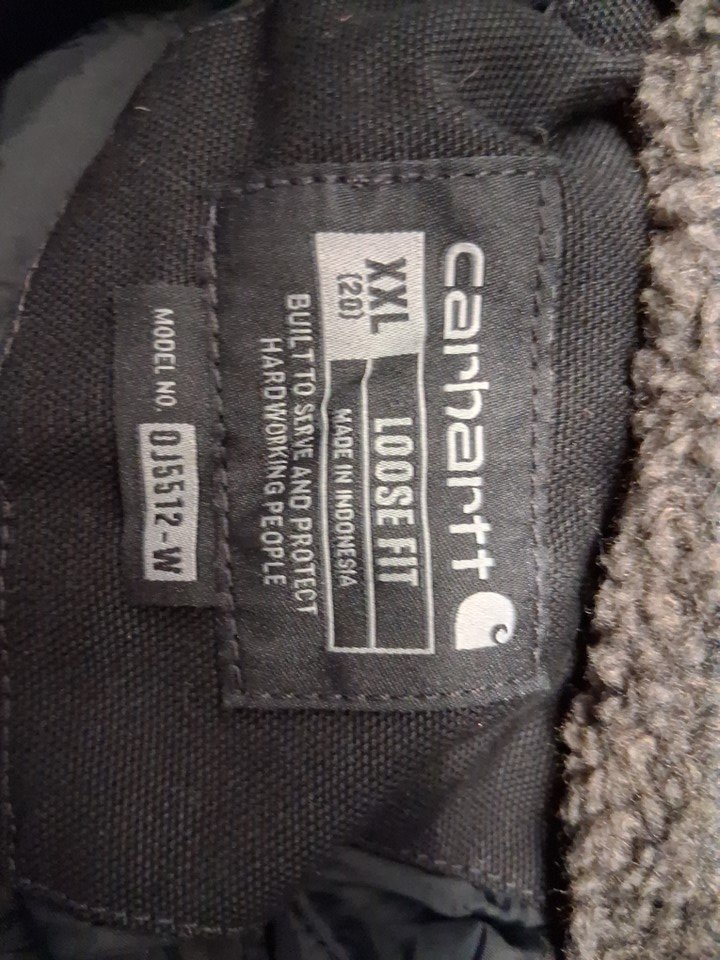 carhartt
XXL
(20)
LOOSE FIT
MADE IN INDONESIA
BUILT TO SERVE AND PROTECT
HARDWORKING PEOPLE
MODEL NO. OJ5512-W